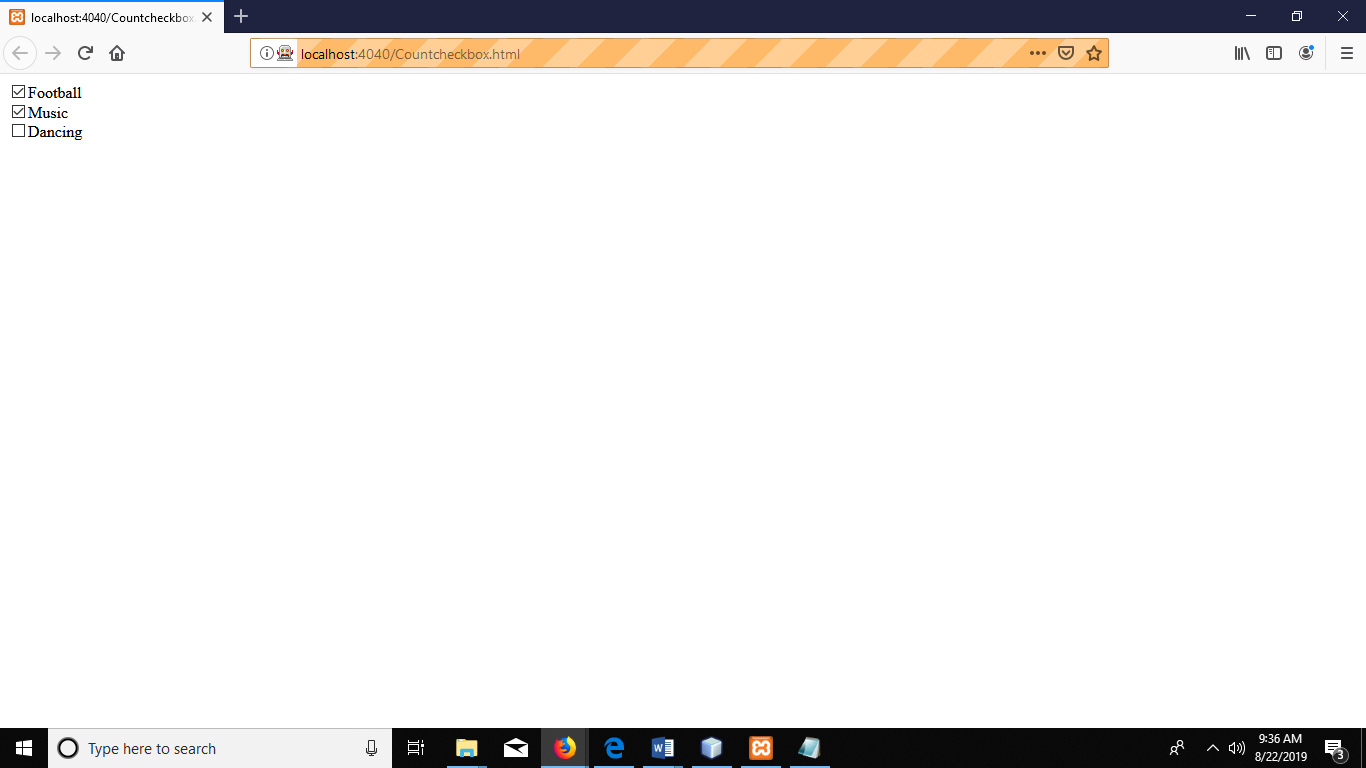 localhost:4040/Countcheckbox.
localhost:4040/Countcheckbox.html
Football
Music
Dancing
Type here to search
9:36 AM
8/22/2019
3